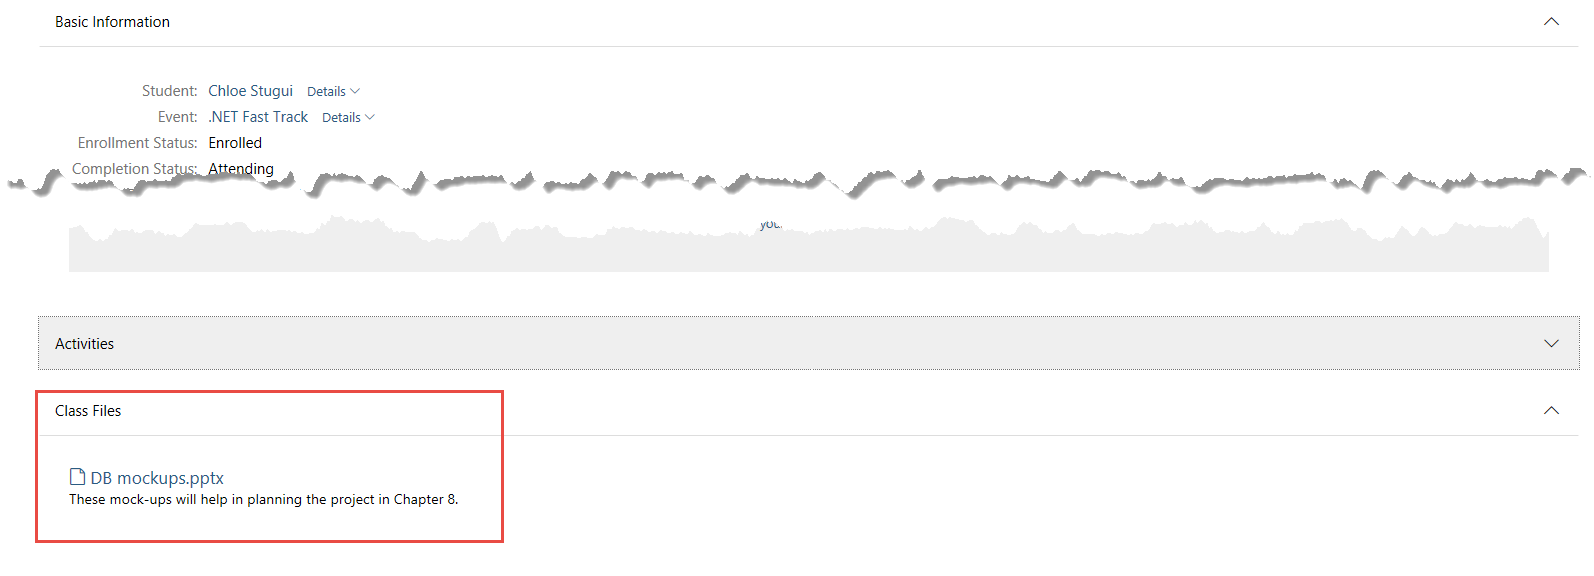 Basic Information
Student: Chloe Stugui Details
Event: .NET Fast Track Details
Enrollment Status: Enrolled
Completion Status: Attending
you.
Activities
Class Files
DB mockups.pptx
These mock-ups will help in planning the project in Chapter 8.